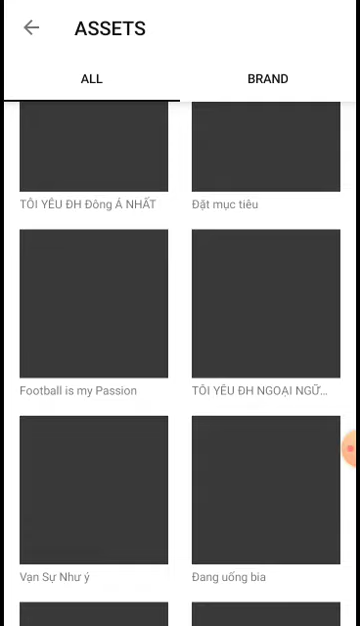 ASSETS
ALL
BRAND
TÔI YÊU ĐH Đông Á NHẤT
Đặt mục tiêu
Football is my Passion
TÔI YÊU ĐH NGOẠI NGỮ...
Vạn Sự Như ý
Đang uống bia